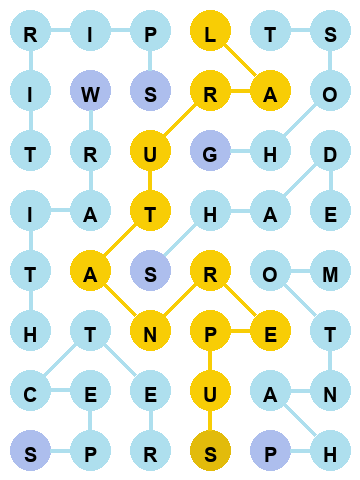 R I P L T S
I W S R A O
T R U G H D
I A T H A E
T A S R O M
H T N P E T
C E E U A N
S P R S P H